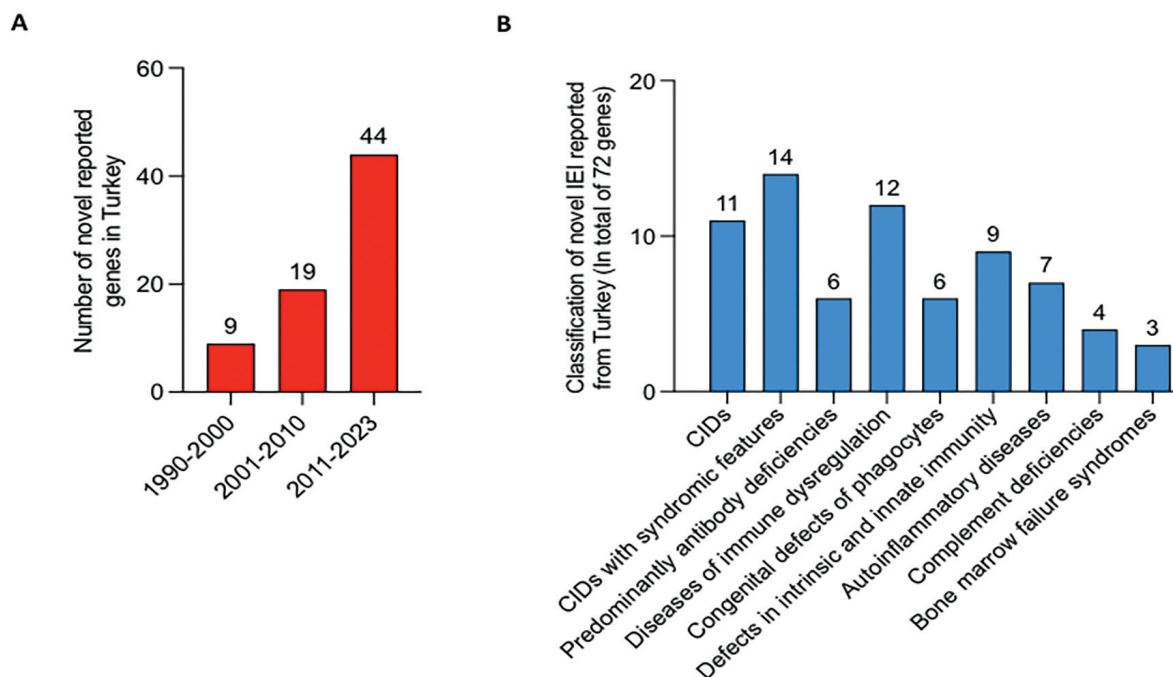 A
Number of novel reported
genes in Turkey
60
40
20
0
9
19
44
1990-2000
2001-2010
2011-2023
B
Classification of novel IEI reported
from Turkey (In total of 72 genes)
20
10
0
11
14
6
12
6
9
7
4
3
CIDs
CIDs with syndromic features
Predominantly antibody deficiencies
Diseases of immune dysregulation
Congenital defects of phagocytes
Defects in intrinsic and innate immunity
Autoinflammatory diseases
Complement deficiencies
Bone marrow failure syndromes